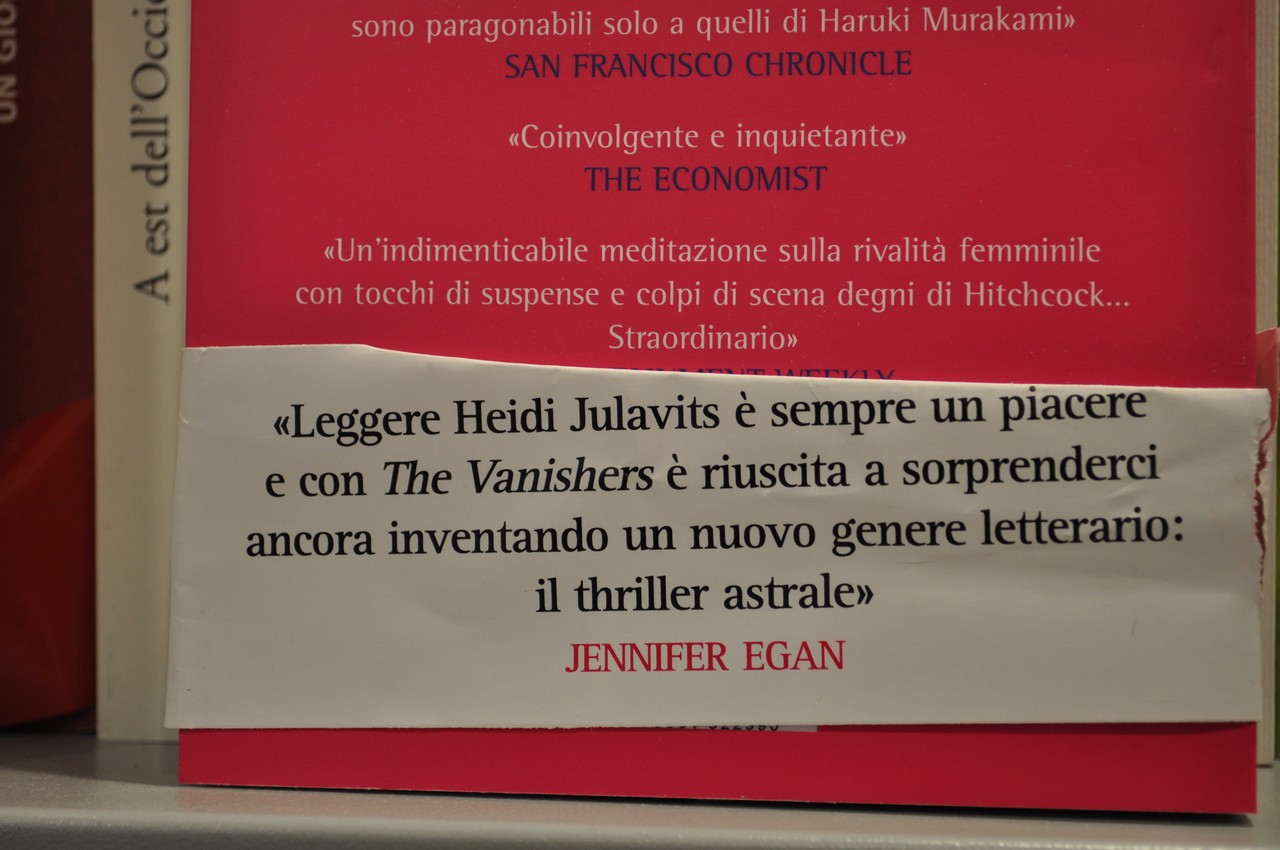 sono paragonabili solo a quelli di Haruki Murakami»
SAN FRANCISCO CHRONICLE
«Coinvolgente e inquietante»
THE ECONOMIST
«Un'indimenticabile meditazione sulla rivalità femminile
con tocchi di suspense e colpi di scena degni di Hitchcock...
Straordinario»
WEEKLY
«Leggere Heidi Julavits è sempre un piacere
e con The Vanishers è riuscita a sorprenderci
ancora inventando un nuovo genere letterario:
il thriller astrale»
JENNIFER EGAN
A est dell'Occi
UN GIO